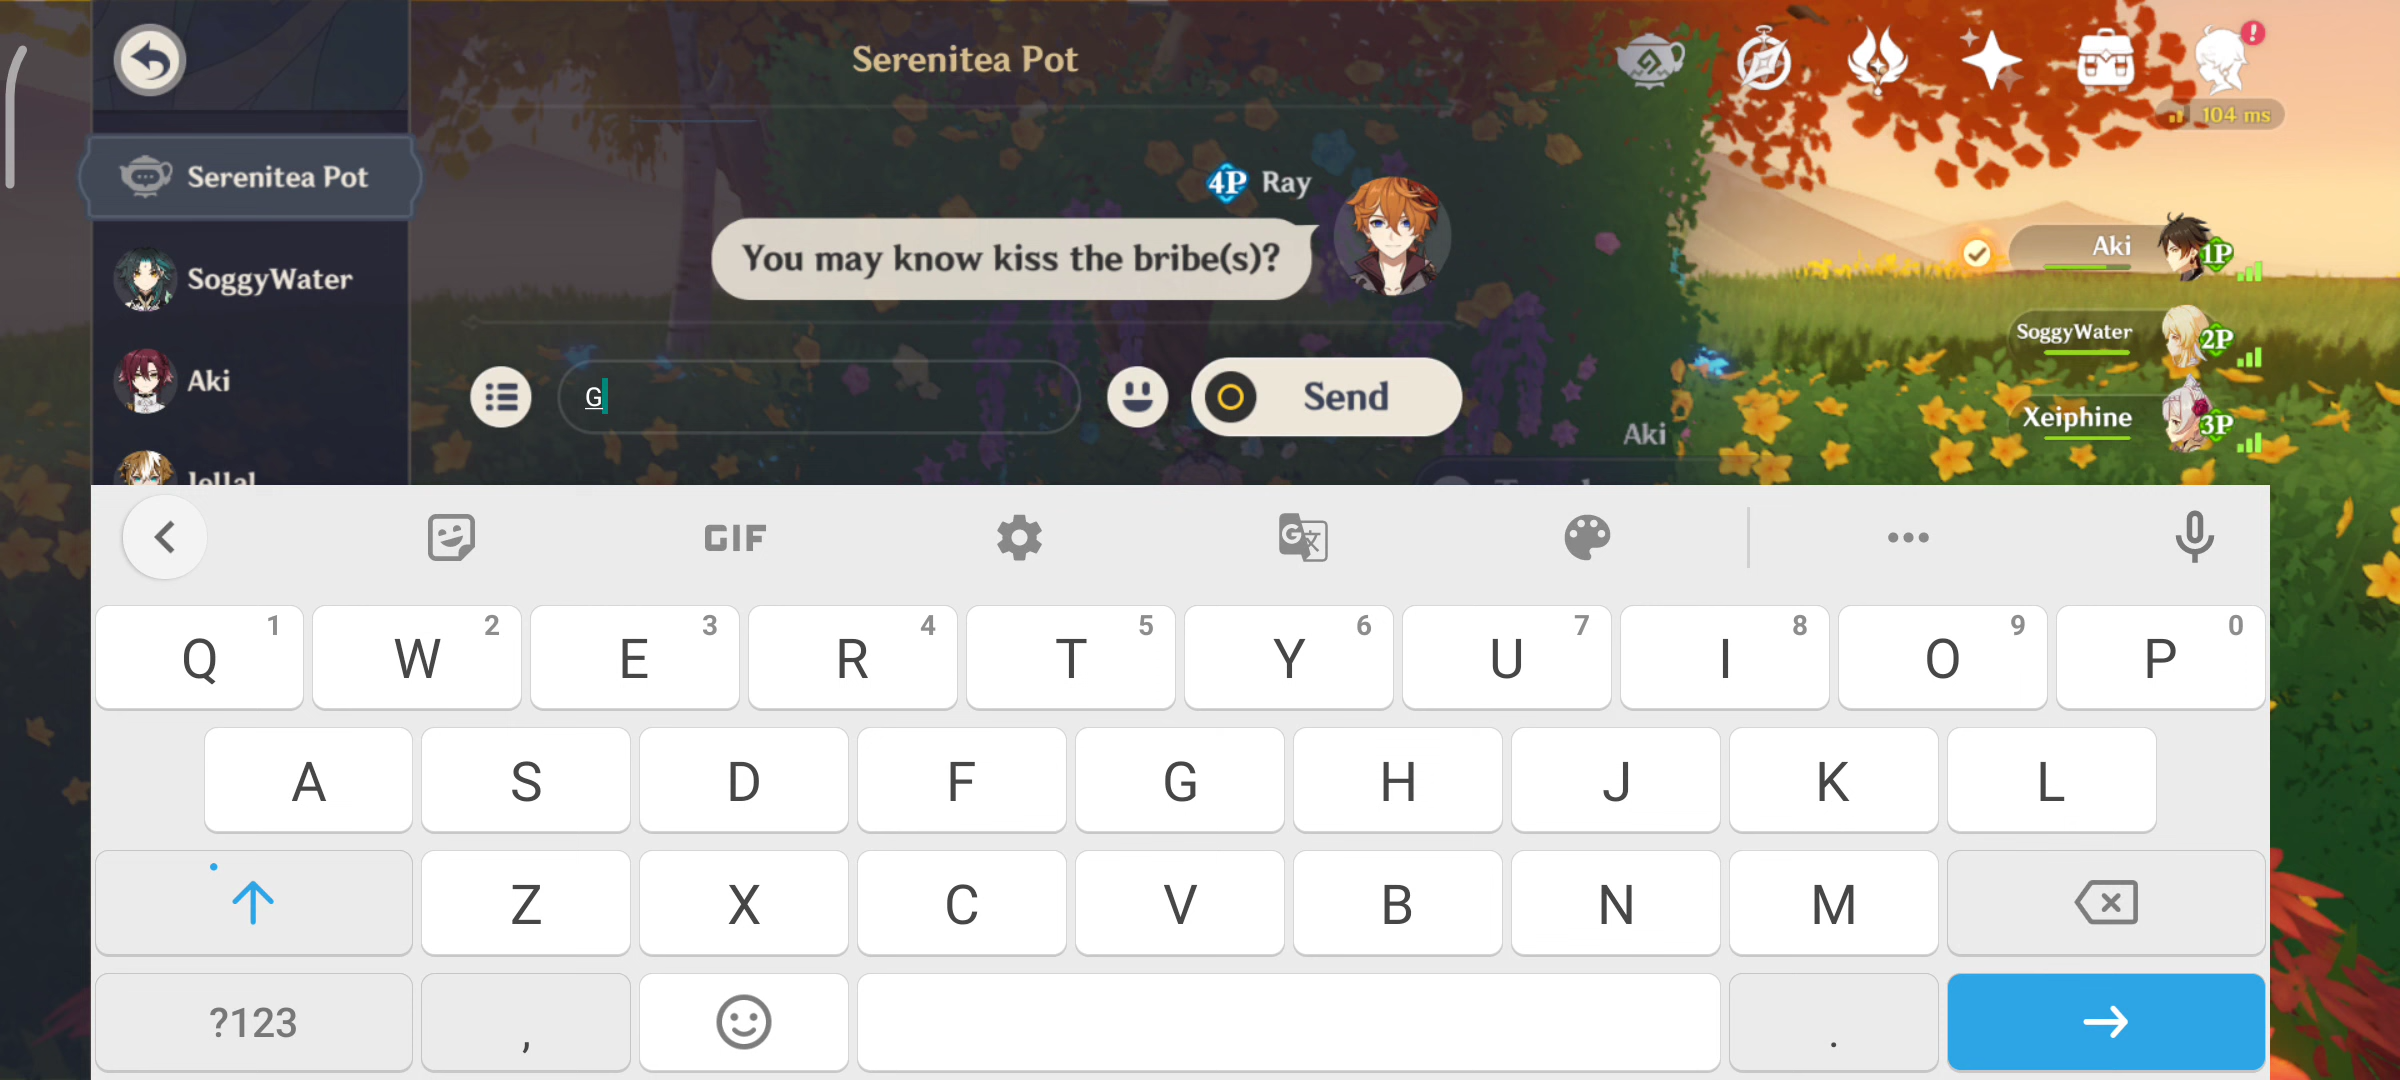 Serenitea Pot
104 ms
Serenitea Pot
4P Ray
You may know kiss the bribe(s)?
SoggyWater
Aki 1P
SoggyWater 2P
Aki
Xeiphine 3P
G
Send
Aki
GIF
Q 1 W 2 E 3 R 4 T 5 Y 6 U 7 I 8 O 9 P 0
A S D F G H J K L
Z X C V B N M
?123 , .